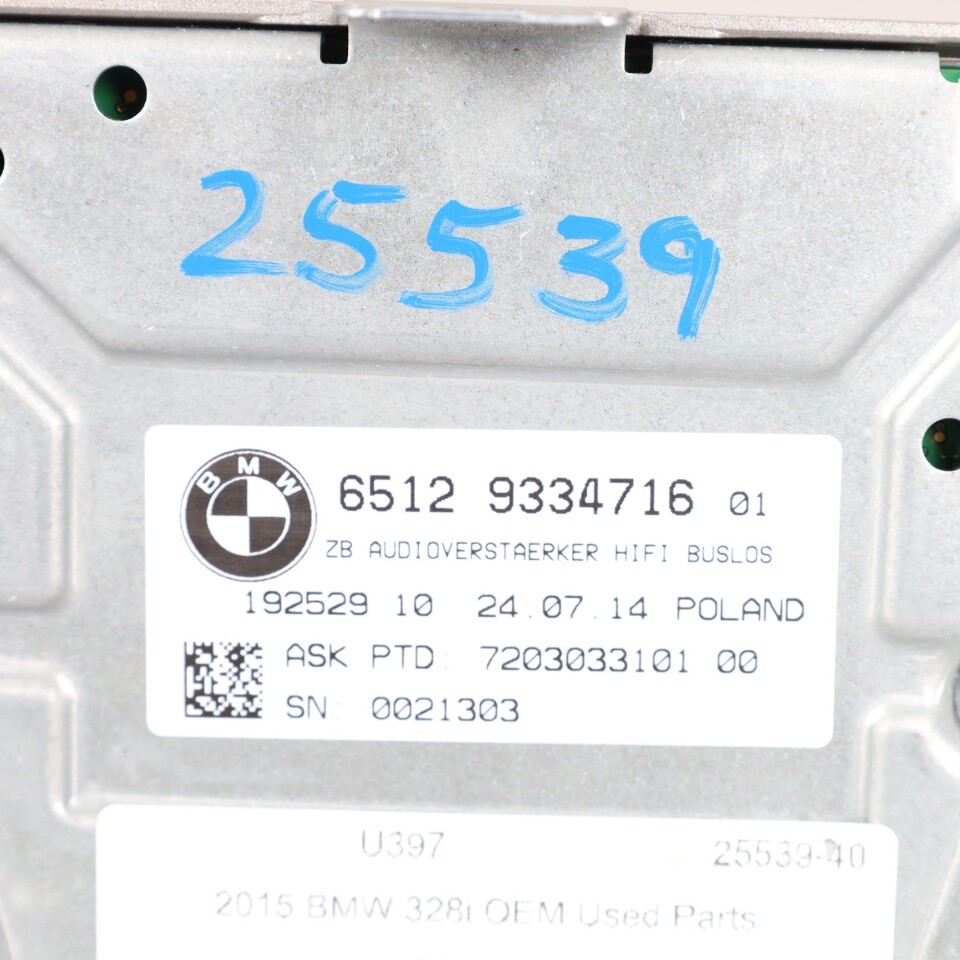 25539
BMW
6512 9334716 01
ZB AUDIOVERSTAERKER HIFI BUSLOS
192529 10 24.07.14 POLAND
ASK PTD: 7203033101 00
SN: 0021303
U397 25539-40
2015 BMW 328i OEM Used Parts